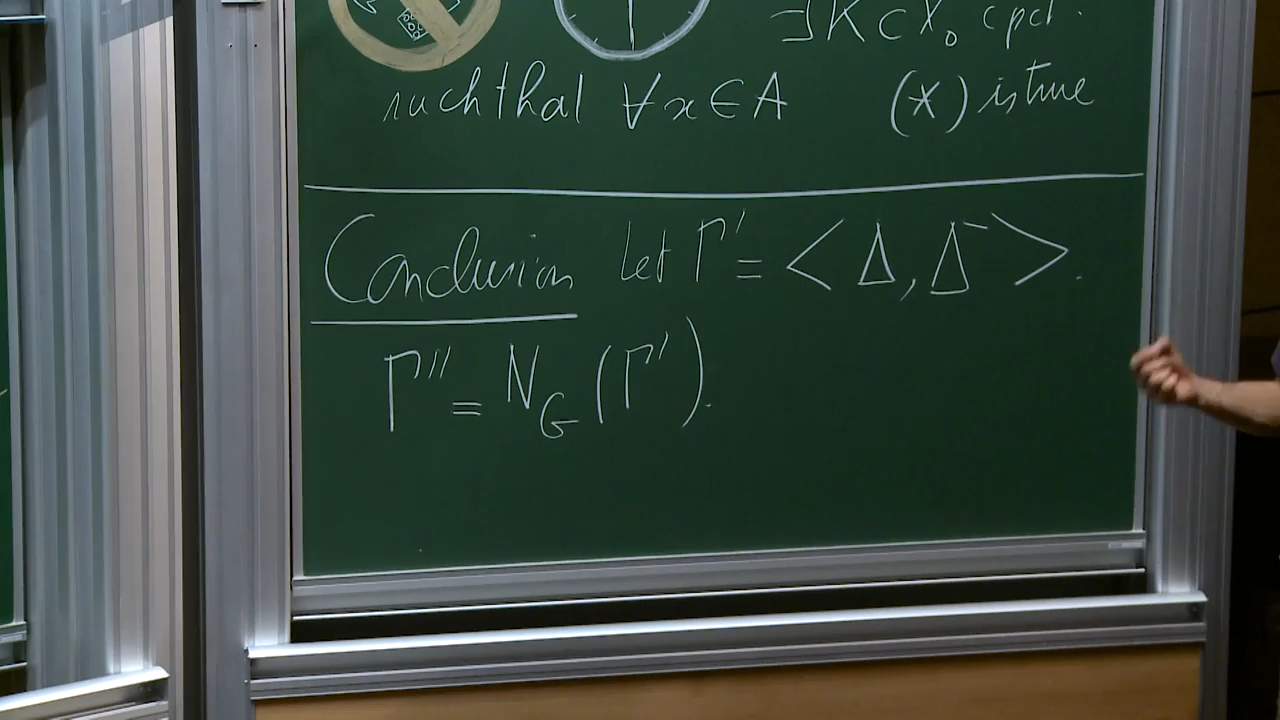 ∃K⊂X₀ cpct.
such that ∀x∈A (*) is true
Conclusion Let Γ' = <Δ, Δ⁻>.
Γ'' = N_G(Γ').